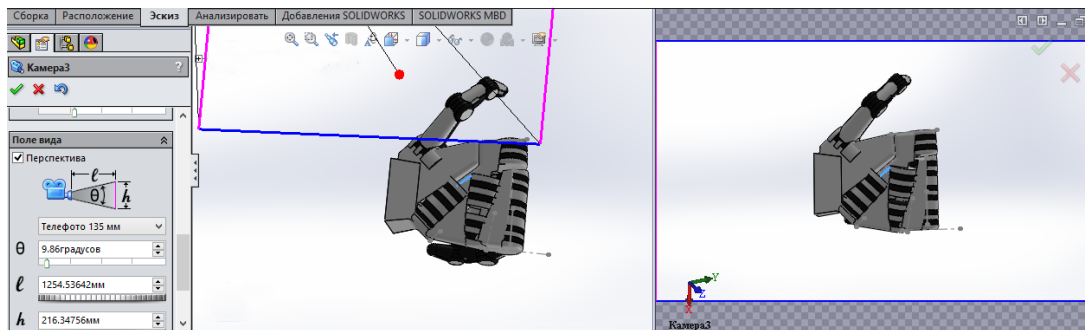 Сборка Расположение Эскиз Анализировать Добавления SOLIDWORKS SOLIDWORKS MBD
Камера3 ?
Поле вида
Перспектива
ℓ θ h
Телефото 135 мм
θ 9.86градусов
ℓ 1254.53642мм
h 216.34756мм
Y
Z
X
Камера3